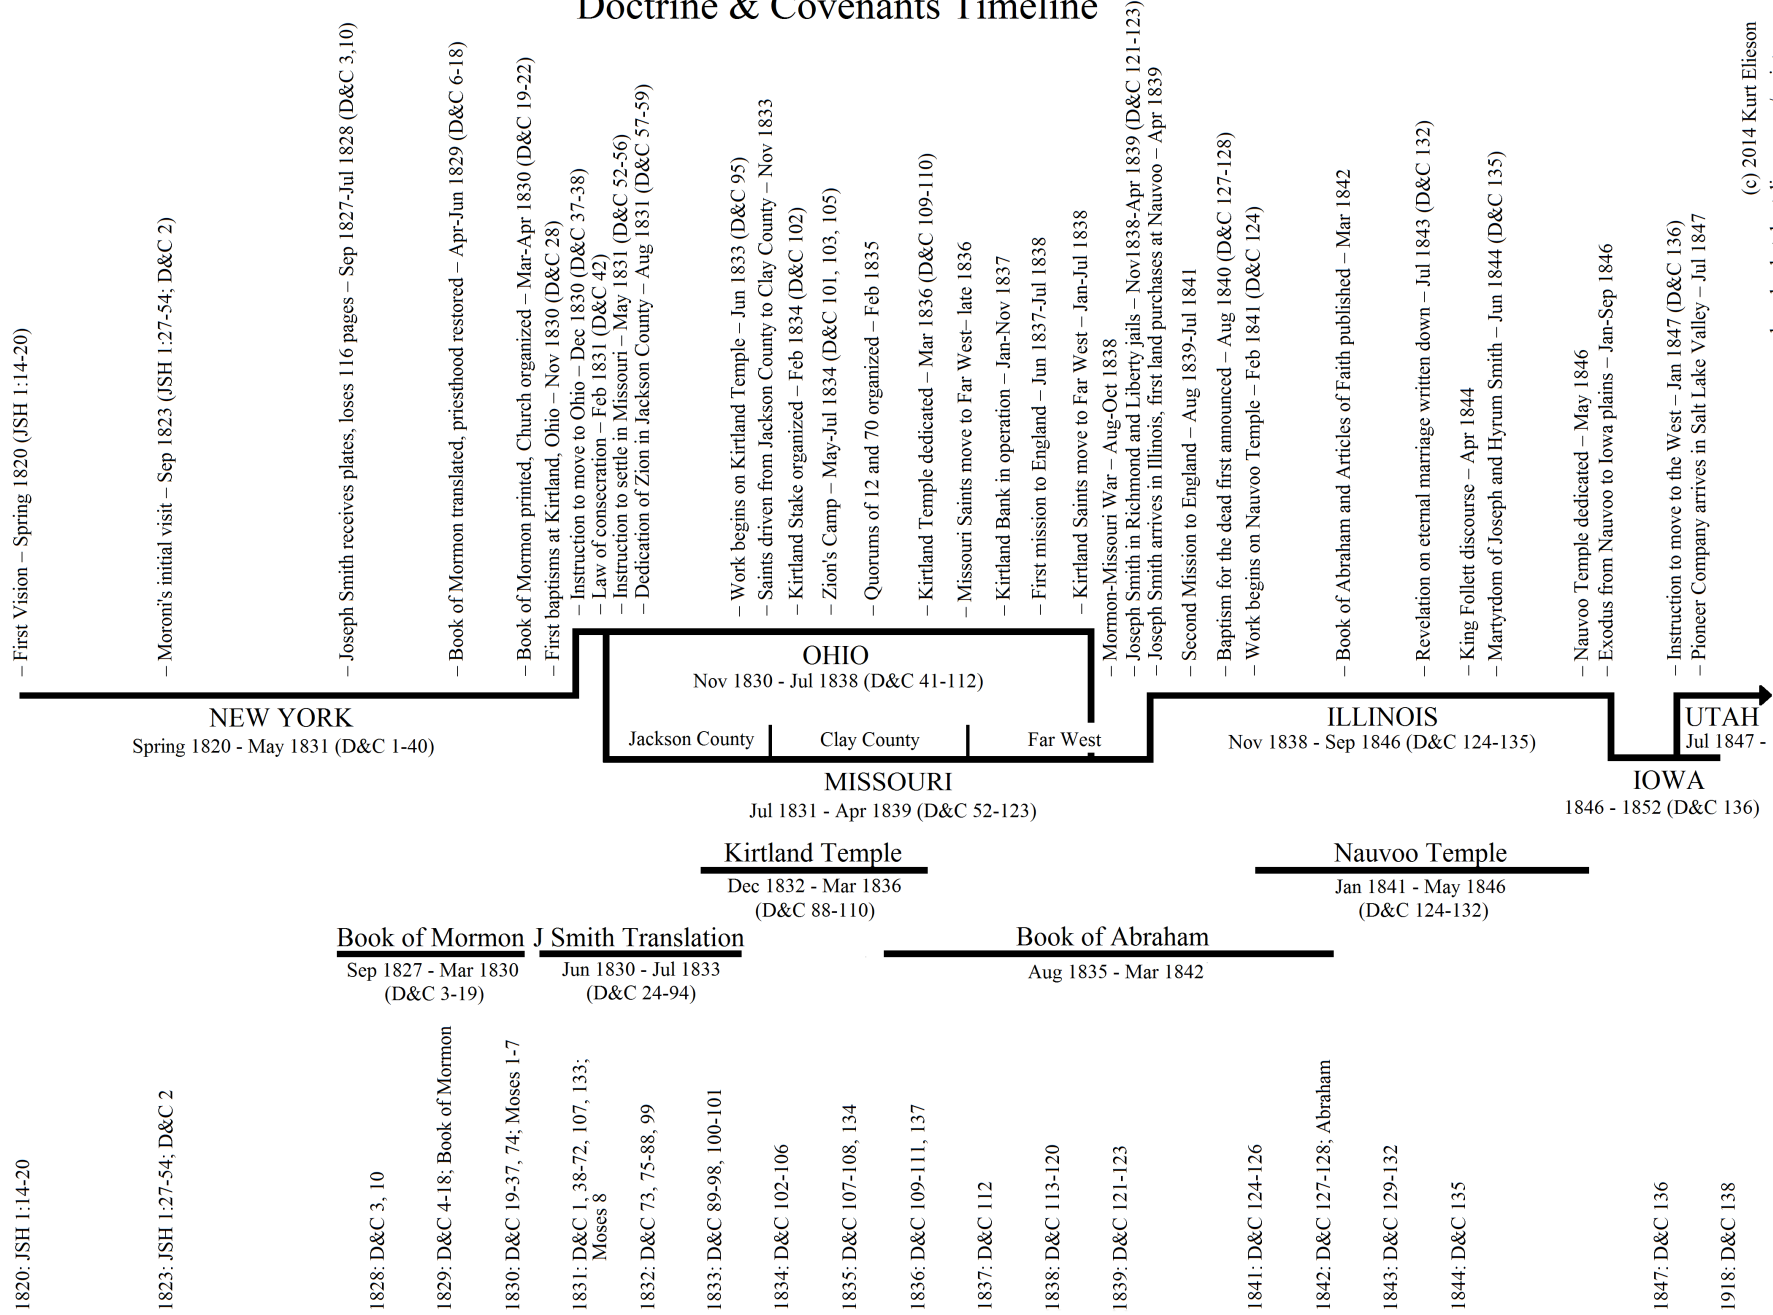 Doctrine & Covenants Timeline
(c) 2014 Kurt Elieson
– First Vision – Spring 1820 (JSH 1:14-20)
– Moroni's initial visit – Sep 1823 (JSH 1:27-54; D&C 2)
– Joseph Smith receives plates, loses 116 pages – Sep 1827-Jul 1828 (D&C 3,10)
– Book of Mormon translated, priesthood restored – Apr-Jun 1829 (D&C 6-18)
– Book of Mormon printed, Church organized – Mar-Apr 1830 (D&C 19-22)
– First baptisms at Kirtland, Ohio – Nov 1830 (D&C 28)
– Instruction to move to Ohio – Dec 1830 (D&C 37-38)
– Law of consecration – Feb 1831 (D&C 42)
– Instruction to settle in Missouri – May 1831 (D&C 52-56)
– Dedication of Zion in Jackson County – Aug 1831 (D&C 57-59)
– Work begins on Kirtland Temple – Jun 1833 (D&C 95)
– Saints driven from Jackson County to Clay County – Nov 1833
– Kirtland Stake organized – Feb 1834 (D&C 102)
– Zion's Camp – May-Jul 1834 (D&C 101, 103, 105)
– Quorums of 12 and 70 organized – Feb 1835
– Kirtland Temple dedicated – Mar 1836 (D&C 109-110)
– Missouri Saints move to Far West– late 1836
– Kirtland Bank in operation – Jan-Nov 1837
– First mission to England – Jun 1837-Jul 1838
– Kirtland Saints move to Far West – Jan-Jul 1838
– Mormon-Missouri War – Aug-Oct 1838
– Joseph Smith in Richmond and Liberty jails – Nov1838-Apr 1839 (D&C 121-123)
– Joseph Smith arrives in Illinois, first land purchases at Nauvoo – Apr 1839
– Second Mission to England – Aug 1839-Jul 1841
– Baptism for the dead first announced – Aug 1840 (D&C 127-128)
– Work begins on Nauvoo Temple – Feb 1841 (D&C 124)
– Book of Abraham and Articles of Faith published – Mar 1842
– Revelation on eternal marriage written down – Jul 1843 (D&C 132)
– King Follett discourse – Apr 1844
– Martyrdom of Joseph and Hyrum Smith – Jun 1844 (D&C 135)
– Nauvoo Temple dedicated – May 1846
– Exodus from Nauvoo to Iowa plains – Jan-Sep 1846
– Instruction to move to the West – Jan 1847 (D&C 136)
– Pioneer Company arrives in Salt Lake Valley – Jul 1847
NEW YORK
Spring 1820 - May 1831 (D&C 1-40)
OHIO
Nov 1830 - Jul 1838 (D&C 41-112)
Jackson County
Clay County
Far West
MISSOURI
Jul 1831 - Apr 1839 (D&C 52-123)
ILLINOIS
Nov 1838 - Sep 1846 (D&C 124-135)
UTAH
Jul 1847 -
IOWA
1846 - 1852 (D&C 136)
Kirtland Temple
Dec 1832 - Mar 1836
(D&C 88-110)
Nauvoo Temple
Jan 1841 - May 1846
(D&C 124-132)
Book of Mormon
Sep 1827 - Mar 1830
(D&C 3-19)
J Smith Translation
Jun 1830 - Jul 1833
(D&C 24-94)
Book of Abraham
Aug 1835 - Mar 1842
1820: JSH 1:14-20
1823: JSH 1:27-54; D&C 2
1828: D&C 3, 10
1829: D&C 4-18; Book of Mormon
1830: D&C 19-37, 74; Moses 1-7
1831: D&C 1, 38-72, 107, 133;
Moses 8
1832: D&C 73, 75-88, 99
1833: D&C 89-98, 100-101
1834: D&C 102-106
1835: D&C 107-108, 134
1836: D&C 109-111, 137
1837: D&C 112
1838: D&C 113-120
1839: D&C 121-123
1841: D&C 124-126
1842: D&C 127-128; Abraham
1843: D&C 129-132
1844: D&C 135
1847: D&C 136
1918: D&C 138